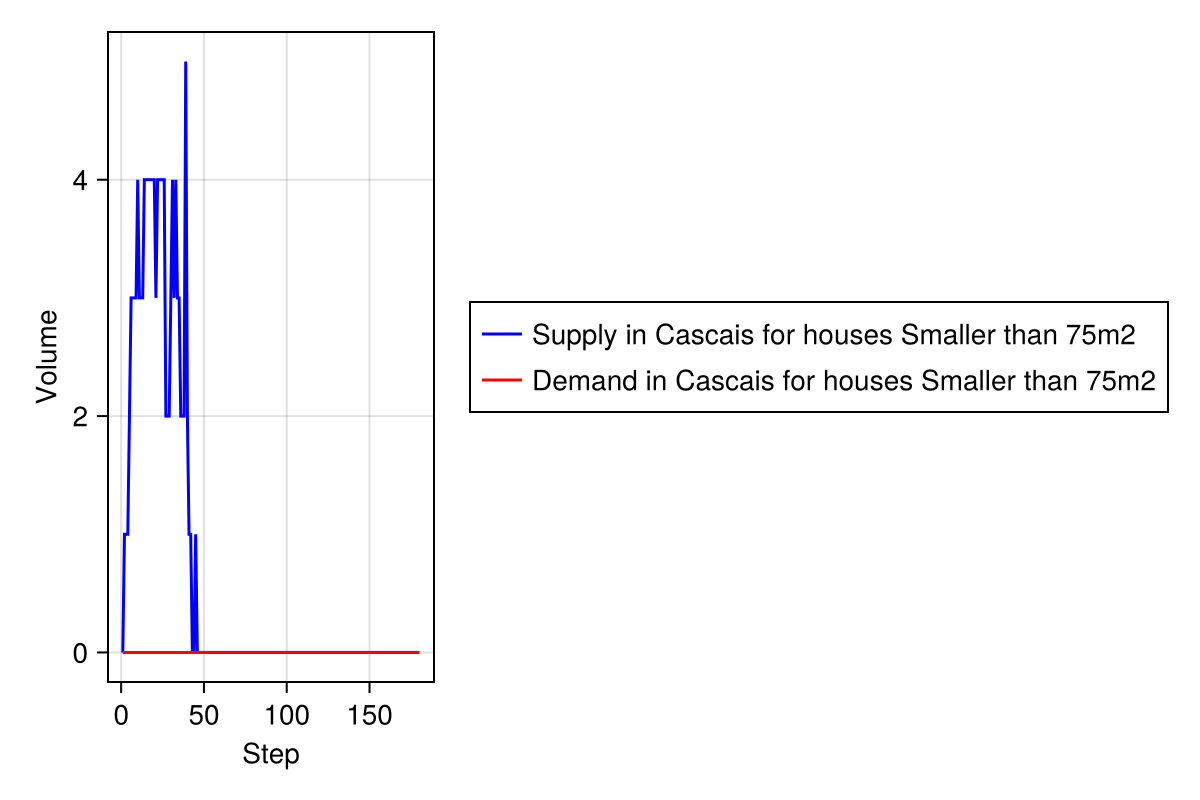 Volume
4
2
0
0 50 100 150
Step
Supply in Cascais for houses Smaller than 75m2
Demand in Cascais for houses Smaller than 75m2